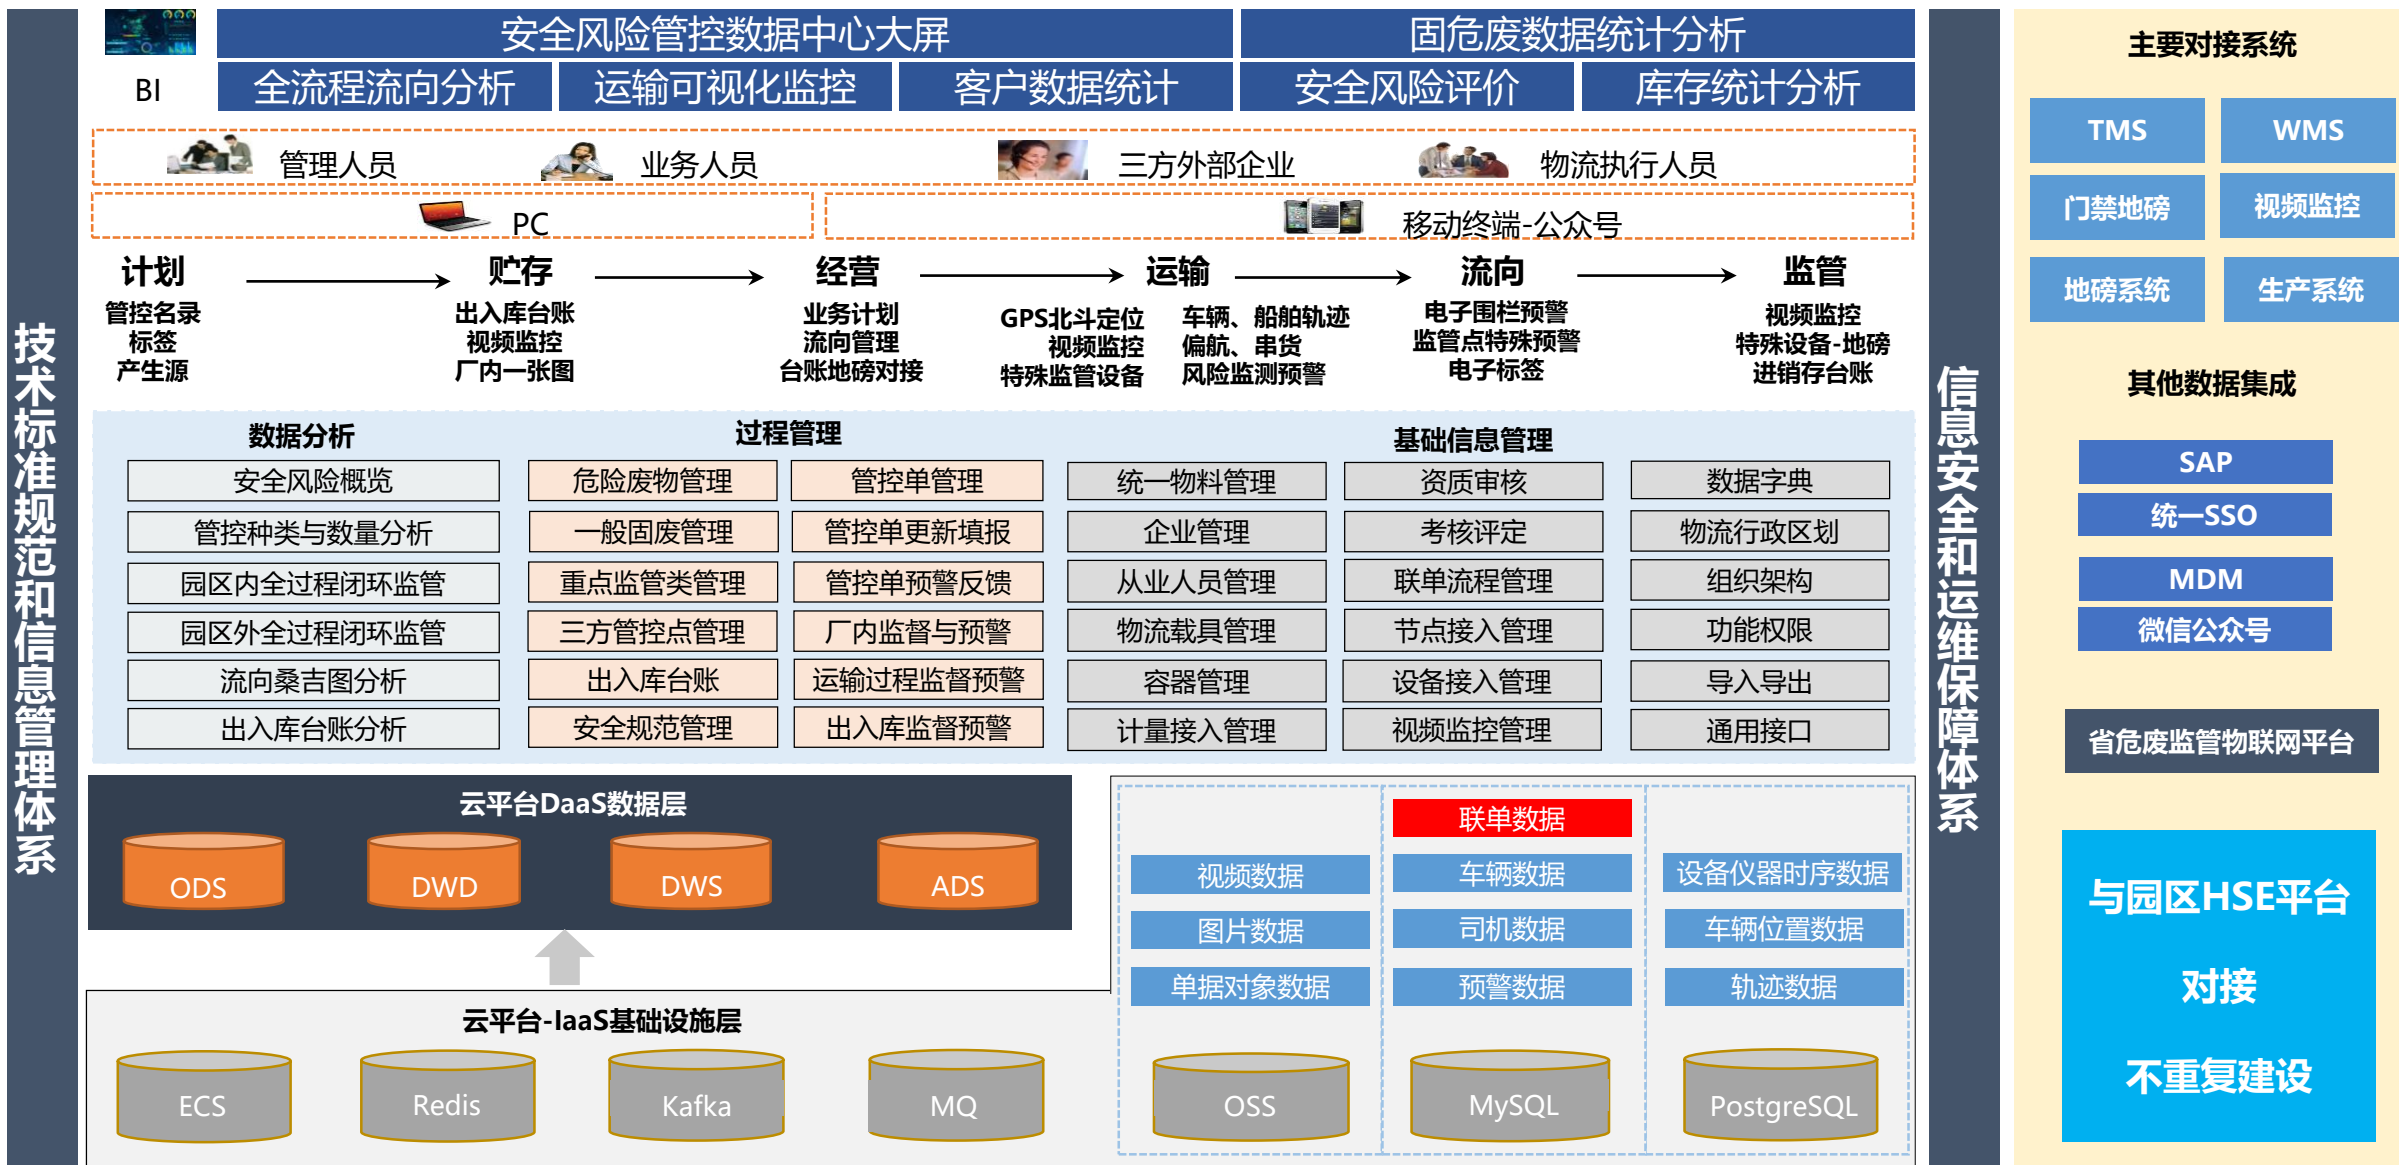 技术标准规范和信息管理体系
BI
安全风险管控数据中心大屏
固危废数据统计分析
全流程流向分析
运输可视化监控
客户数据统计
安全风险评价
库存统计分析
管理人员
业务人员
三方外部企业
物流执行人员
PC
移动终端-公众号
计划
管控名录
标签
产生源
贮存
出入库台账
视频监控
厂内一张图
经营
业务计划
流向管理
台账地磅对接
运输
GPS北斗定位
视频监控
特殊监管设备
车辆、船舶轨迹
偏航、串货
风险监测预警
流向
电子围栏预警
监管点特殊预警
电子标签
监管
视频监控
特殊设备-地磅
进销存台账
数据分析
安全风险概览
管控种类与数量分析
园区内全过程闭环监管
园区外全过程闭环监管
流向桑吉图分析
出入库台账分析
过程管理
危险废物管理
管控单管理
一般固废管理
管控单更新填报
重点监管类管理
管控单预警反馈
三方管控点管理
厂内监督与预警
出入库台账
运输过程监督预警
安全规范管理
出入库监督预警
基础信息管理
统一物料管理
资质审核
数据字典
企业管理
考核评定
物流行政区划
从业人员管理
联单流程管理
组织架构
物流载具管理
节点接入管理
功能权限
容器管理
设备接入管理
导入导出
计量接入管理
视频监控管理
通用接口
云平台DaaS数据层
ODS
DWD
DWS
ADS
云平台-IaaS基础设施层
ECS
Redis
Kafka
MQ
视频数据
图片数据
单据对象数据
OSS
联单数据
车辆数据
司机数据
预警数据
MySQL
设备仪器时序数据
车辆位置数据
轨迹数据
PostgreSQL
信息安全和运维保障体系
主要对接系统
TMS
WMS
门禁地磅
视频监控
地磅系统
生产系统
其他数据集成
SAP
统一SSO
MDM
微信公众号
省危废监管物联网平台
与园区HSE平台
对接
不重复建设